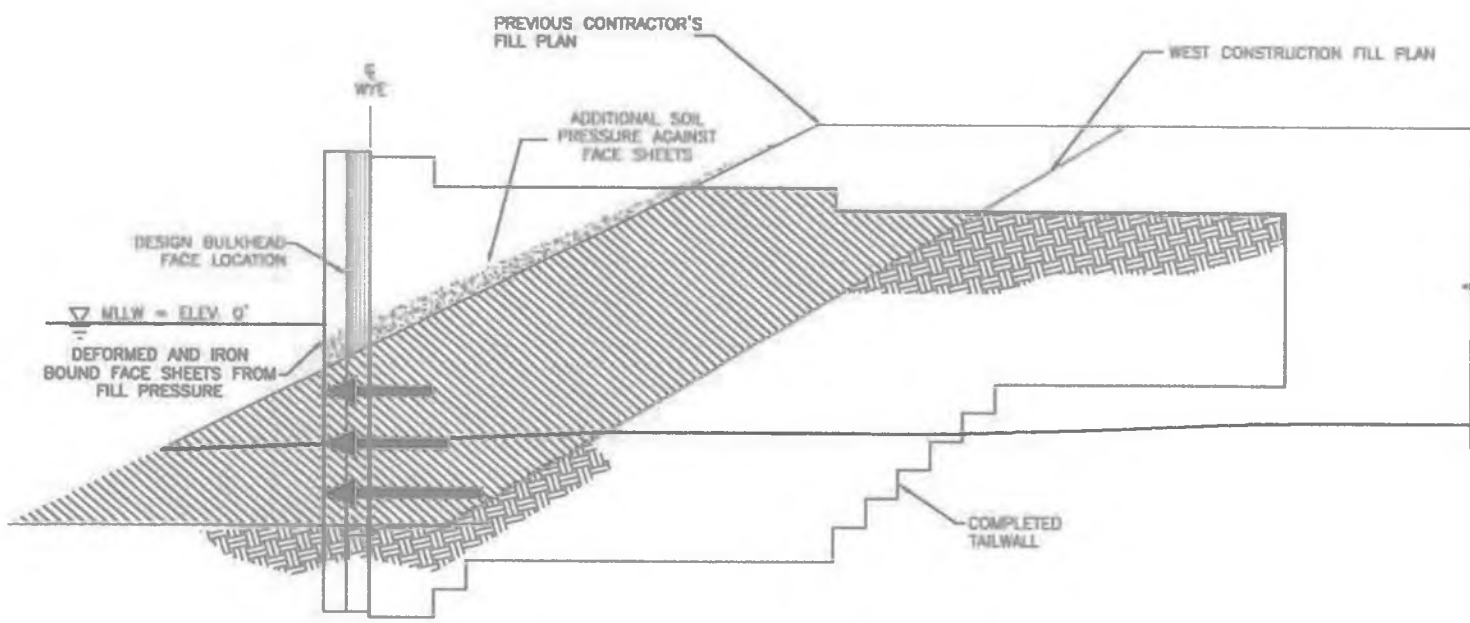 PREVIOUS CONTRACTOR'S
FILL PLAN
WEST CONSTRUCTION FILL PLAN
℄
WYE
ADDITIONAL SOIL
PRESSURE AGAINST
FACE SHEETS
DESIGN BULKHEAD
FACE LOCATION
MLLW = ELEV. 0'
DEFORMED AND IRON
BOUND FACE SHEETS FROM
FILL PRESSURE
COMPLETED
TAILWALL